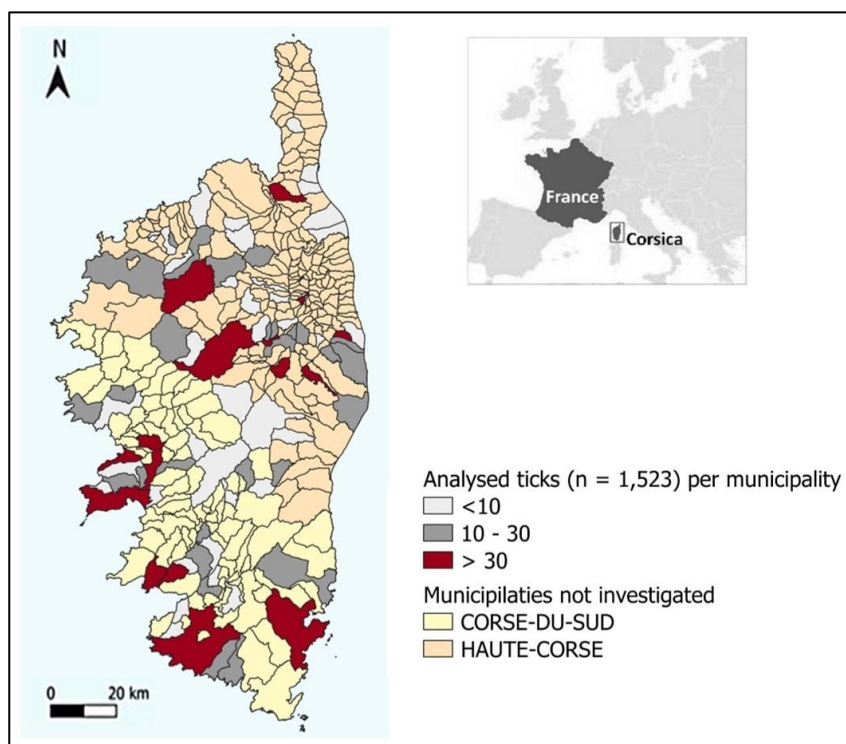 N
France
Corsica
Analysed ticks (n = 1,523) per municipality
<10
10 - 30
> 30
Municipilaties not investigated
CORSE-DU-SUD
HAUTE-CORSE
0 20 km